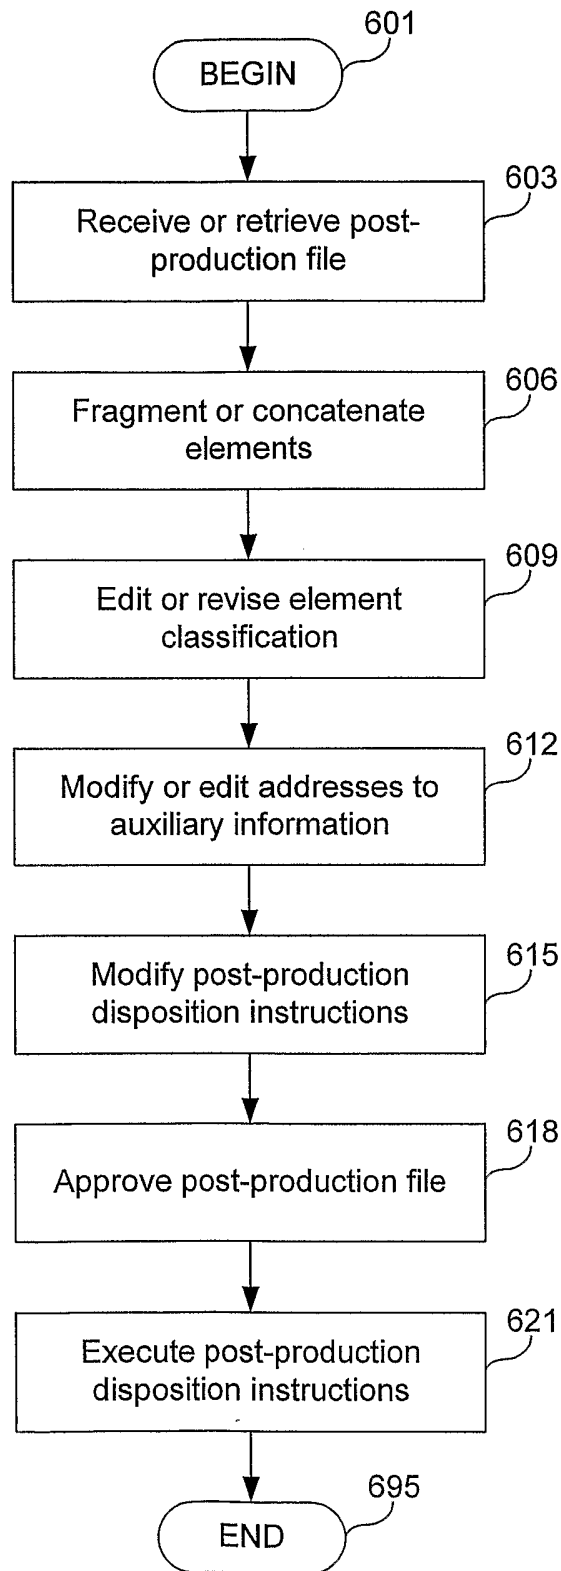 601
BEGIN
603
Receive or retrieve post-
production file
606
Fragment or concatenate
elements
609
Edit or revise element
classification
612
Modify or edit addresses to
auxiliary information
615
Modify post-production
disposition instructions
618
Approve post-production file
621
Execute post-production
disposition instructions
695
END